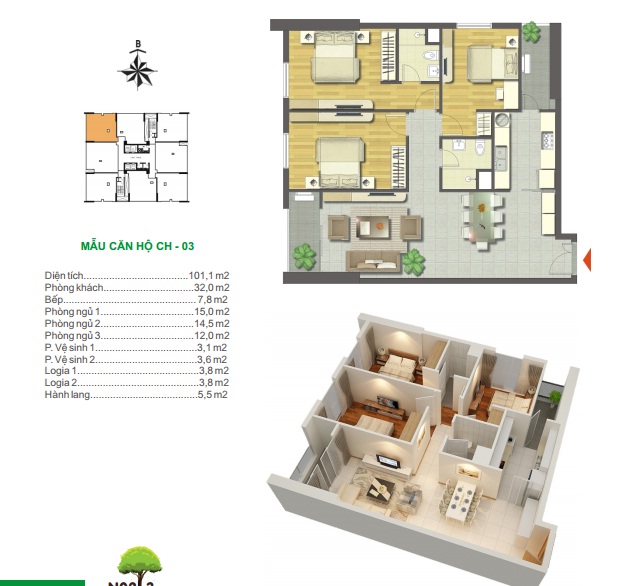 B
MẪU CĂN HỘ CH - 03
Diện tích......................................101,1 m2
Phòng khách................................32,0 m2
Bếp................................................7,8 m2
Phòng ngủ 1.................................15,0 m2
Phòng ngủ 2.................................14,5 m2
Phòng ngủ 3.................................12,0 m2
P. Vệ sinh 1.....................................3,1 m2
P. Vệ sinh 2.....................................3,6 m2
Logia 1...........................................3,8 m2
Logia 2...........................................3,8 m2
Hành lang......................................5,5 m2